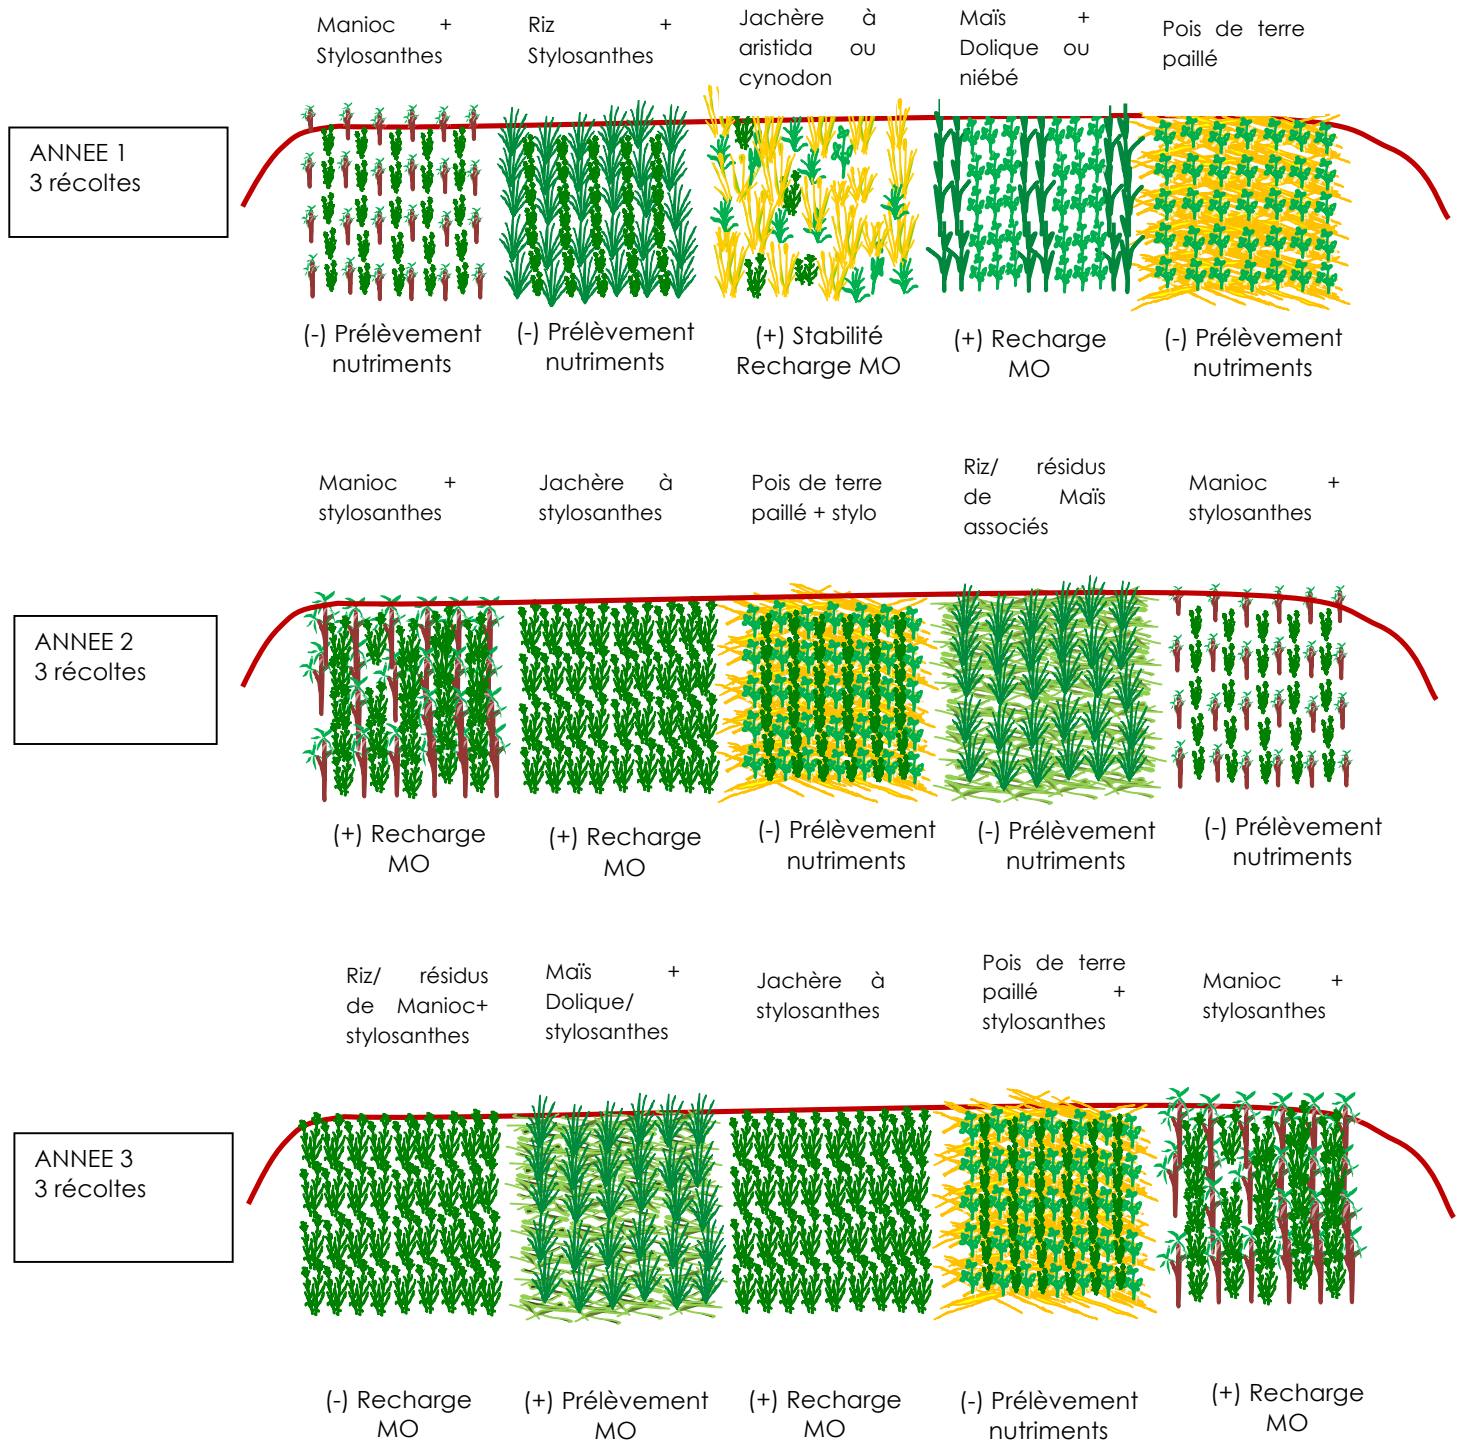 Manioc +
Stylosanthes
Riz +
Stylosanthes
Jachère à
aristida ou
cynodon
Maïs +
Dolique ou
niébé
Pois de terre
paillé
ANNEE 1
3 récoltes
(-) Prélèvement
nutriments
(-) Prélèvement
nutriments
(+) Stabilité
Recharge MO
(+) Recharge
MO
(-) Prélèvement
nutriments
Manioc +
stylosanthes
Jachère à
stylosanthes
Pois de terre
paillé + stylo
Riz/ résidus
de Maïs
associés
Manioc +
stylosanthes
ANNEE 2
3 récoltes
(+) Recharge
MO
(+) Recharge
MO
(-) Prélèvement
nutriments
(-) Prélèvement
nutriments
(-) Prélèvement
nutriments
Riz/ résidus
de Manioc+
stylosanthes
Maïs +
Dolique/
stylosanthes
Jachère à
stylosanthes
Pois de terre
paillé +
stylosanthes
Manioc +
stylosanthes
ANNEE 3
3 récoltes
(-) Recharge
MO
(+) Prélèvement
MO
(+) Recharge
MO
(-) Prélèvement
nutriments
(+) Recharge
MO